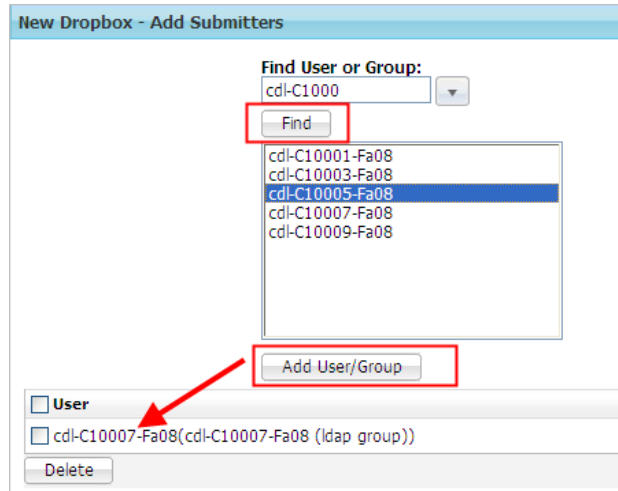 New Dropbox - Add Submitters
Find User or Group:
cdl-C1000
Find
cdl-C10001-Fa08
cdl-C10003-Fa08
cdl-C10005-Fa08
cdl-C10007-Fa08
cdl-C10009-Fa08
Add User/Group
User
cdl-C10007-Fa08(cdl-C10007-Fa08 (ldap group))
Delete